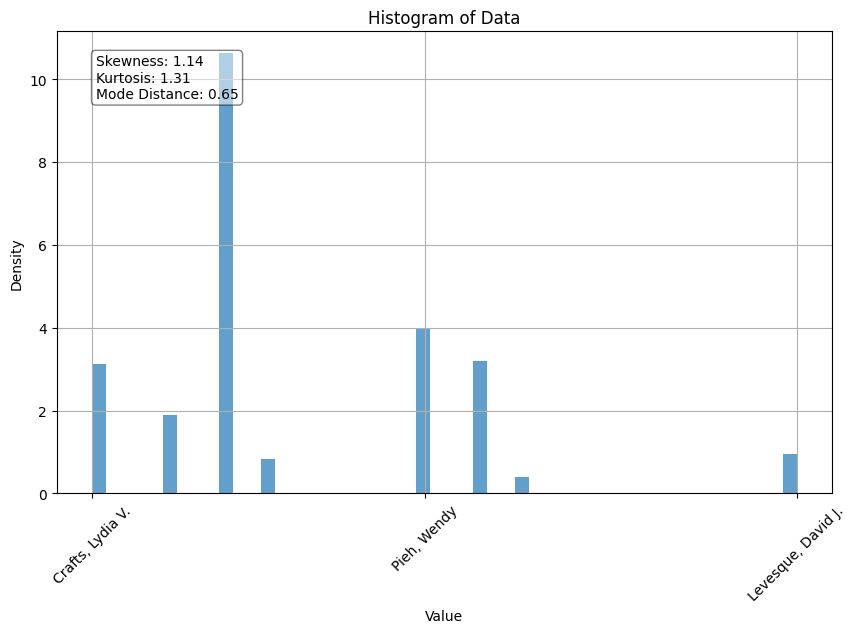 Histogram of Data
Skewness: 1.14
Kurtosis: 1.31
Mode Distance: 0.65
10
8
6
4
2
0
Density
Crafts, Lydia V.
Pieh, Wendy
Levesque, David J.
Value